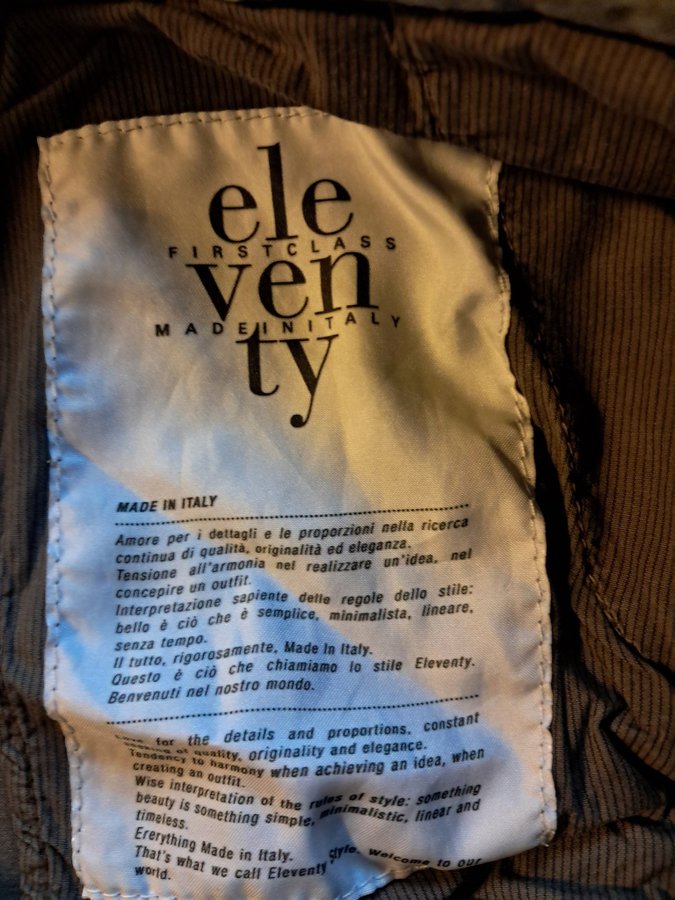 ele
FIRSTCLASS
ven
MADEINITALY
ty
MADE IN ITALY
Amore per i dettagli e le proporzioni nella ricerca
continua di qualità, originalità ed eleganza.
Tensione all'armonia nel realizzare un'idea, nel
concepire un outfit.
Interpretazione sapiente delle regole dello stile:
bello è ciò che è semplice, minimalista, lineare,
senza tempo.
Il tutto, rigorosamente, Made In Italy.
Questo è ciò che chiamiamo lo stile Eleventy.
Benvenuti nel nostro mondo.
for the details and proportions, constant
of quality, originality and elegance.
Tendency to harmony when achieving an idea, when
creating an outfit.
Wise interpretation of the rules of style: something
beauty is something simple, minimalistic, linear and
timeless.
Ererything Made in Italy.
That's what we call Eleventy style. Welcome to our
world.